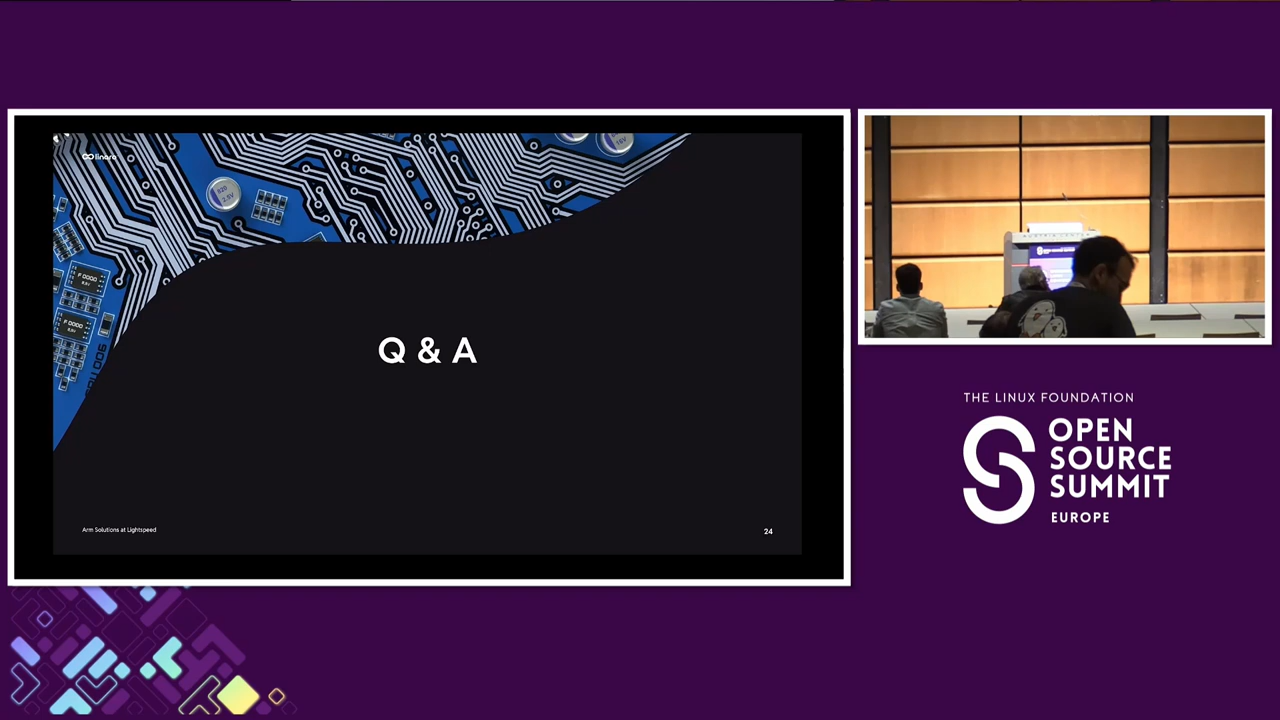 linaro
Q & A
Arm Solutions at Lightspeed
24
THE LINUX FOUNDATION
OPEN
SOURCE
SUMMIT
EUROPE